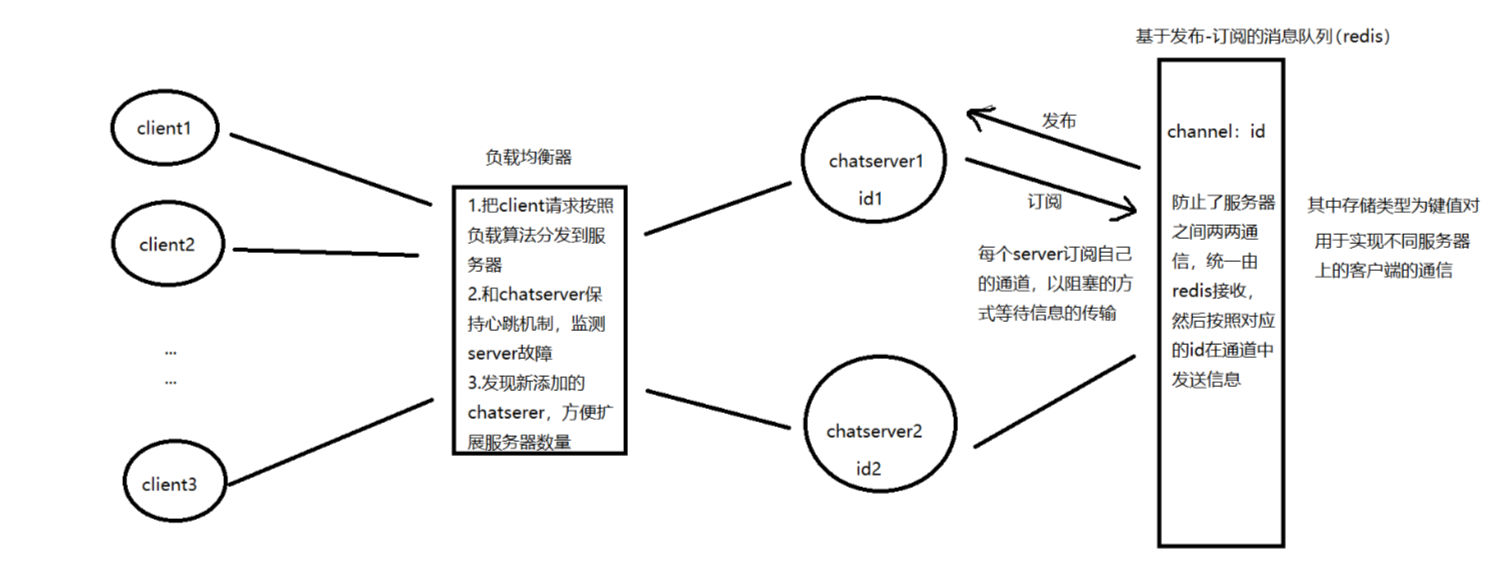 基于发布-订阅的消息队列（redis）
client1
client2
...
...
client3
负载均衡器
1.把client请求按照
负载算法分发到服
务器
2.和chatserver保
持心跳机制，监测
server故障
3.发现新添加的
chatserer，方便扩
展服务器数量
chatserver1
id1
chatserver2
id2
发布
订阅
每个server订阅自己
的通道，以阻塞的方
式等待信息的传输
channel：id
防止了服务器
之间两两通
信，统一由
redis接收，
然后按照对应
的id在通道中
发送信息
其中存储类型为键值对
用于实现不同服务器
上的客户端的通信